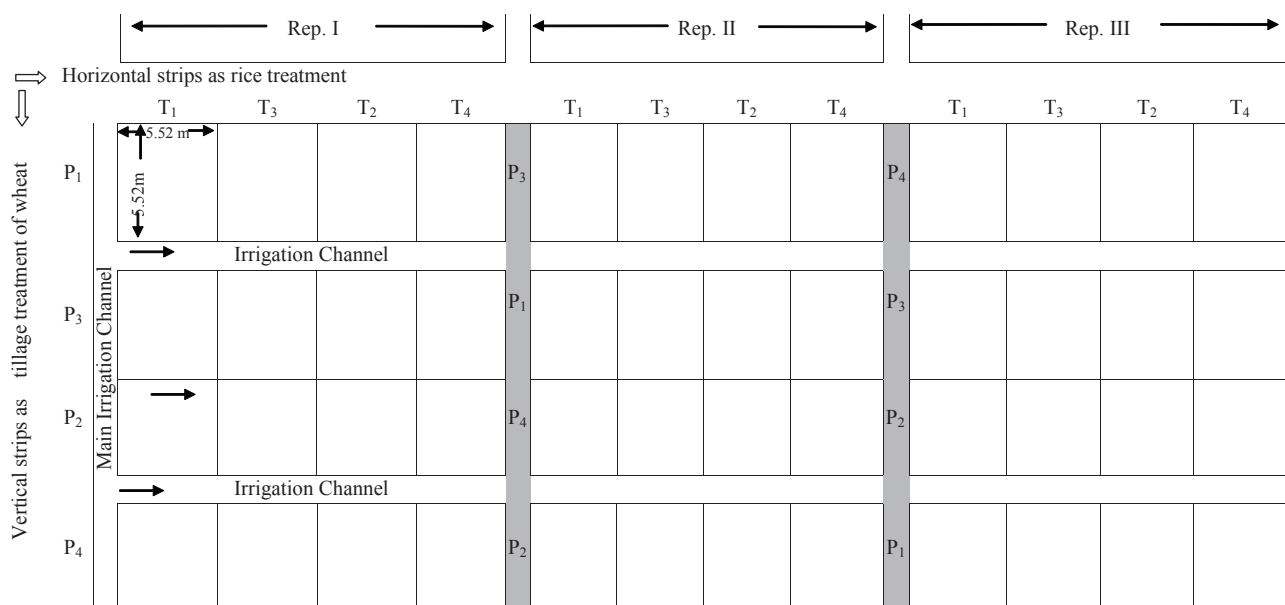 Rep. I Rep. II Rep. III
Horizontal strips as rice treatment
T₁ T₃ T₂ T₄ T₁ T₃ T₂ T₄ T₁ T₃ T₂ T₄
5.52 m
5.52m
P₁ P₃ P₄
Irrigation Channel
P₃ P₁ P₃
P₂ P₄ P₂
Irrigation Channel
P₄ P₂ P₁
Main Irrigation Channel
Vertical strips as tillage treatment of wheat